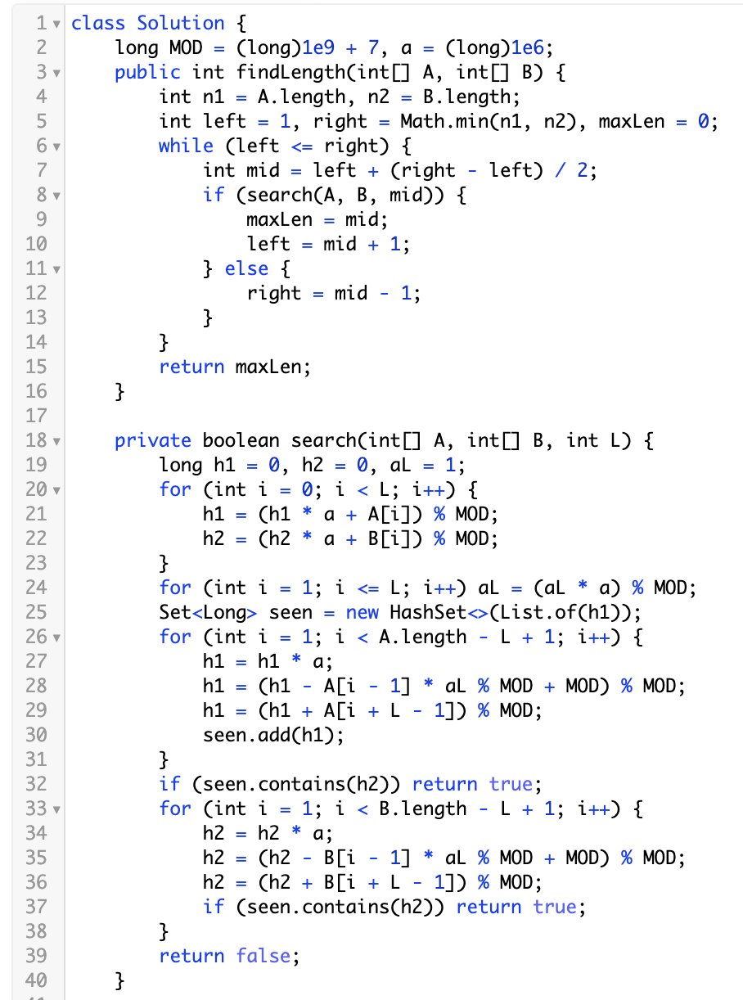 1 class Solution {
2     long MOD = (long)1e9 + 7, a = (long)1e6;
3     public int findLength(int[] A, int[] B) {
4         int n1 = A.length, n2 = B.length;
5         int left = 1, right = Math.min(n1, n2), maxLen = 0;
6         while (left <= right) {
7             int mid = left + (right - left) / 2;
8             if (search(A, B, mid)) {
9                 maxLen = mid;
10                 left = mid + 1;
11             } else {
12                 right = mid - 1;
13             }
14         }
15         return maxLen;
16     }
17
18     private boolean search(int[] A, int[] B, int L) {
19         long h1 = 0, h2 = 0, aL = 1;
20         for (int i = 0; i < L; i++) {
21             h1 = (h1 * a + A[i]) % MOD;
22             h2 = (h2 * a + B[i]) % MOD;
23         }
24         for (int i = 1; i <= L; i++) aL = (aL * a) % MOD;
25         Set<Long> seen = new HashSet<>(List.of(h1));
26         for (int i = 1; i < A.length - L + 1; i++) {
27             h1 = h1 * a;
28             h1 = (h1 - A[i - 1] * aL % MOD + MOD) % MOD;
29             h1 = (h1 + A[i + L - 1]) % MOD;
30             seen.add(h1);
31         }
32         if (seen.contains(h2)) return true;
33         for (int i = 1; i < B.length - L + 1; i++) {
34             h2 = h2 * a;
35             h2 = (h2 - B[i - 1] * aL % MOD + MOD) % MOD;
36             h2 = (h2 + B[i + L - 1]) % MOD;
37             if (seen.contains(h2)) return true;
38         }
39         return false;
40     }